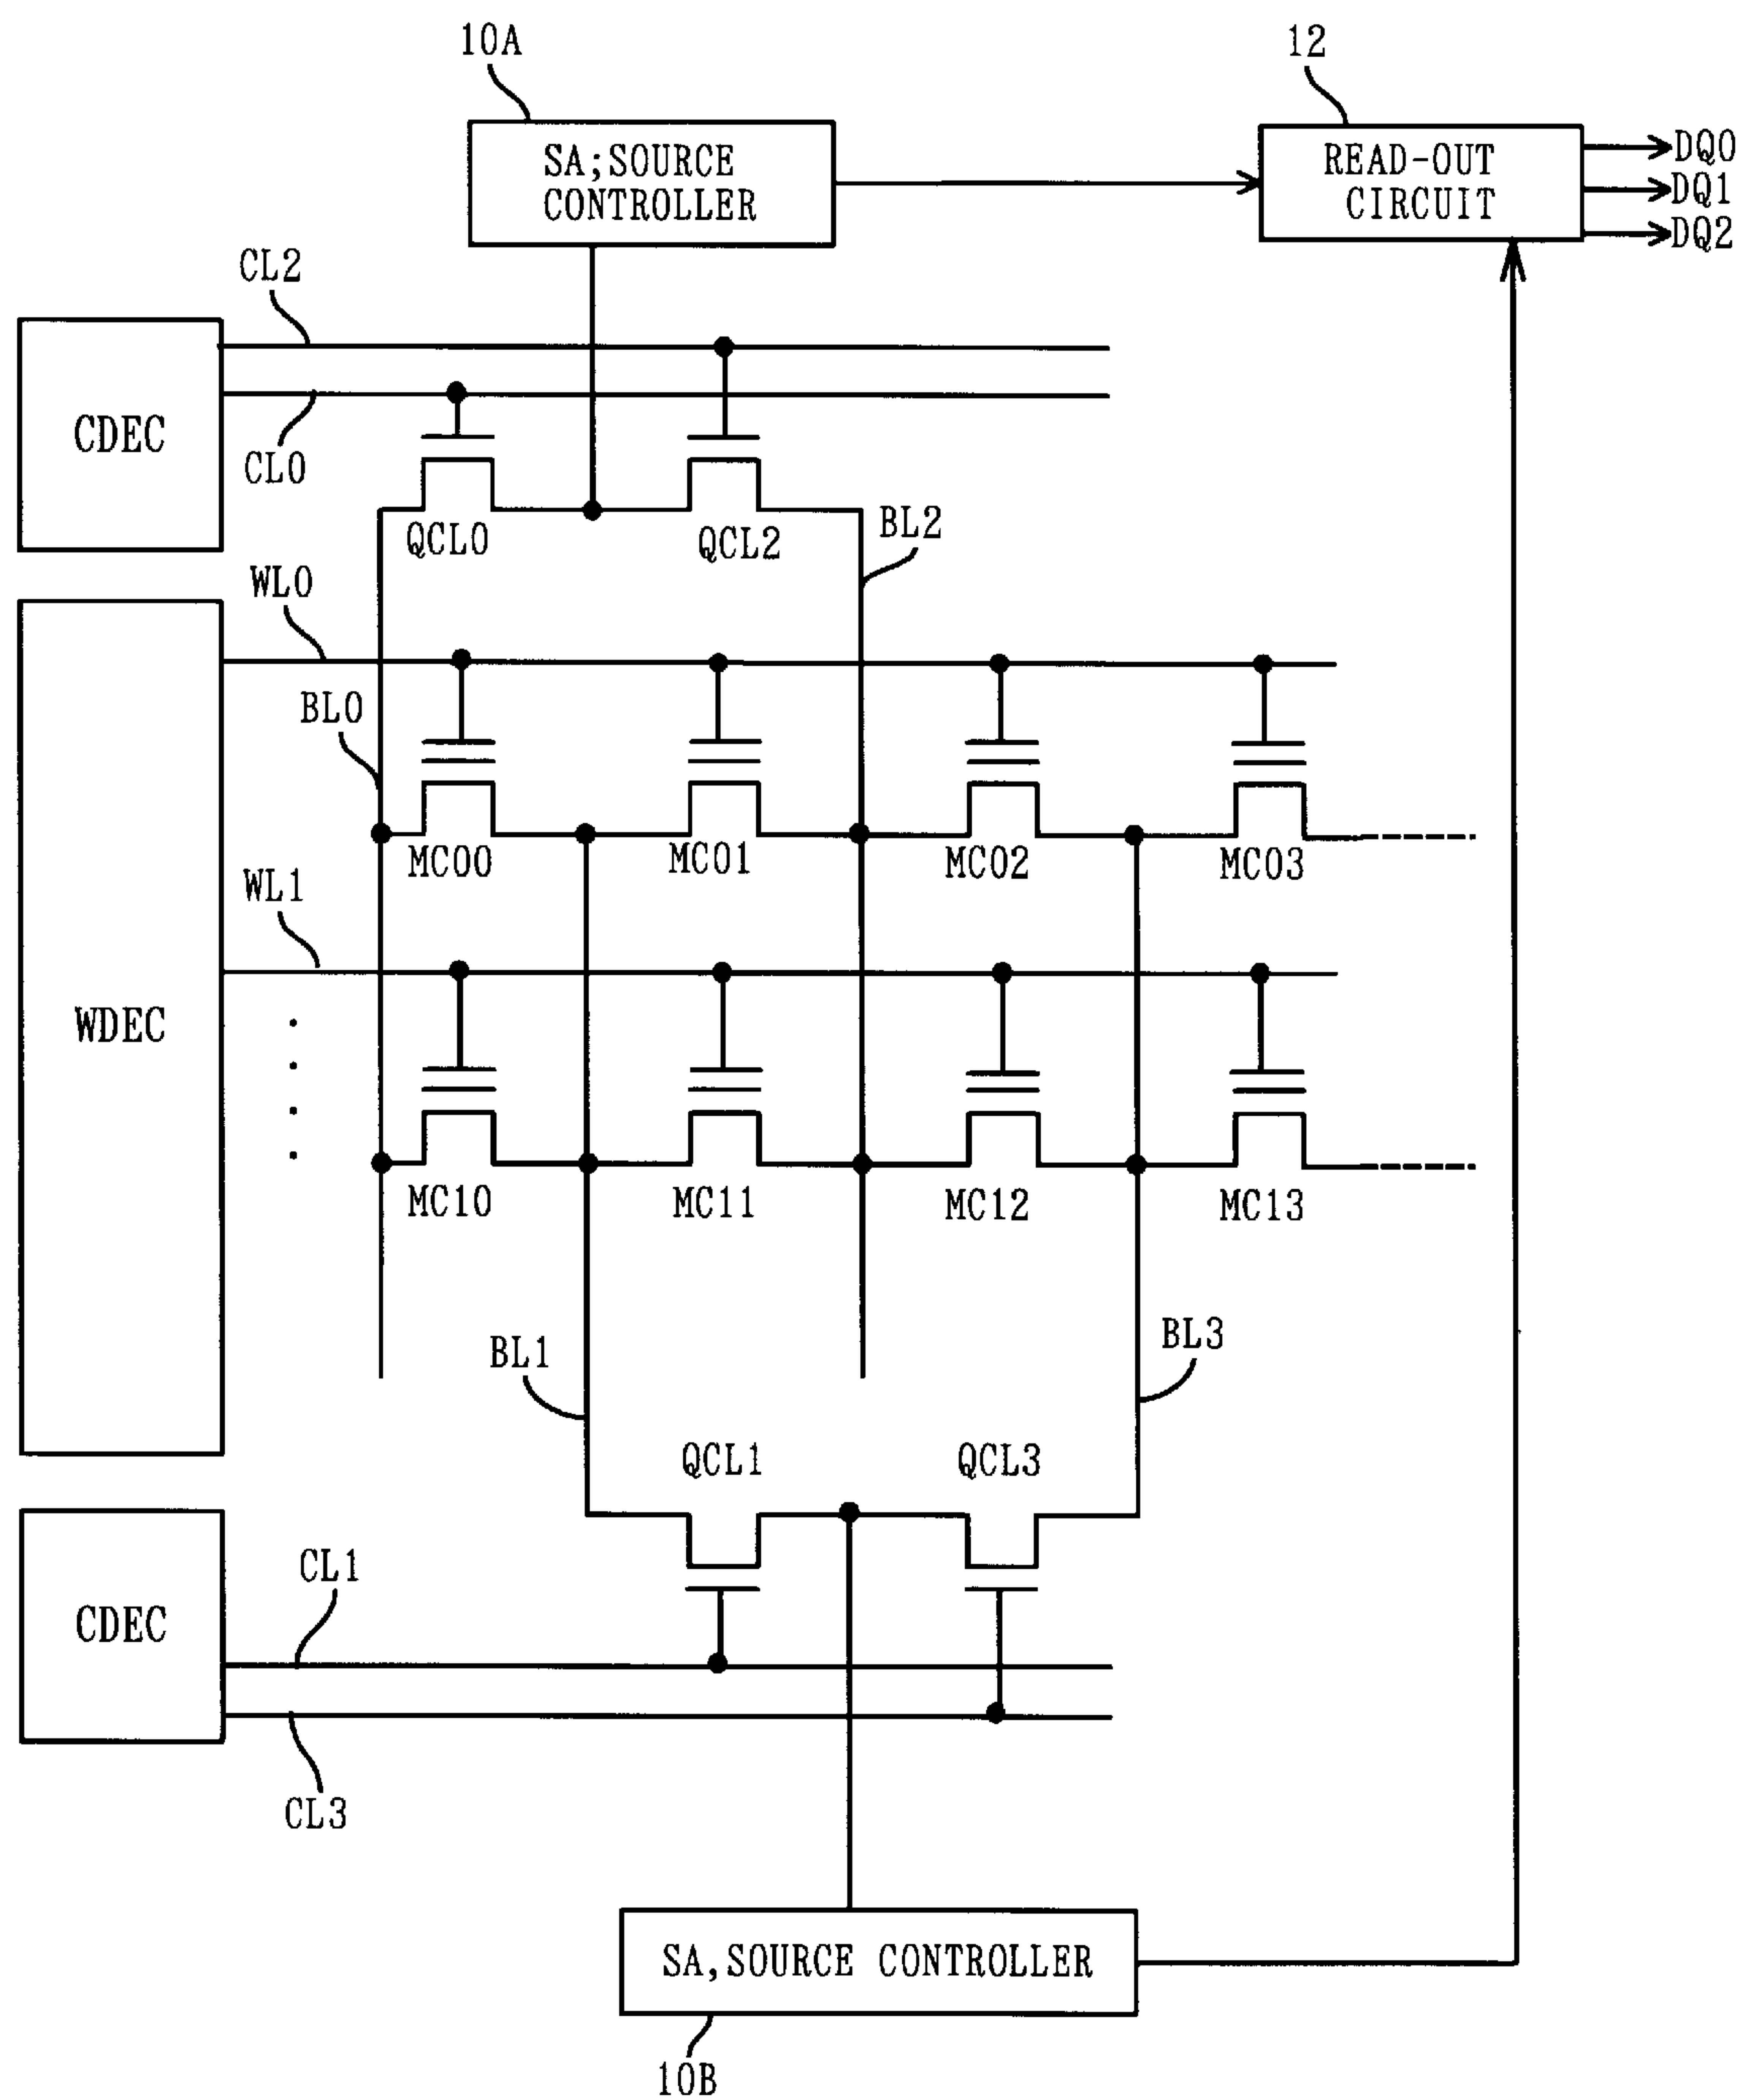 10A
12
SA;SOURCE
CONTROLLER
READ-OUT
CIRCUIT
DQ0
DQ1
DQ2
CL2
CDEC
CL0
QCL0
QCL2
BL2
WL0
BL0
MC00
MC01
MC02
MC03
WL1
WDEC
MC10
MC11
MC12
MC13
BL1
BL3
QCL1
QCL3
CL1
CDEC
CL3
SA,SOURCE CONTROLLER
10B